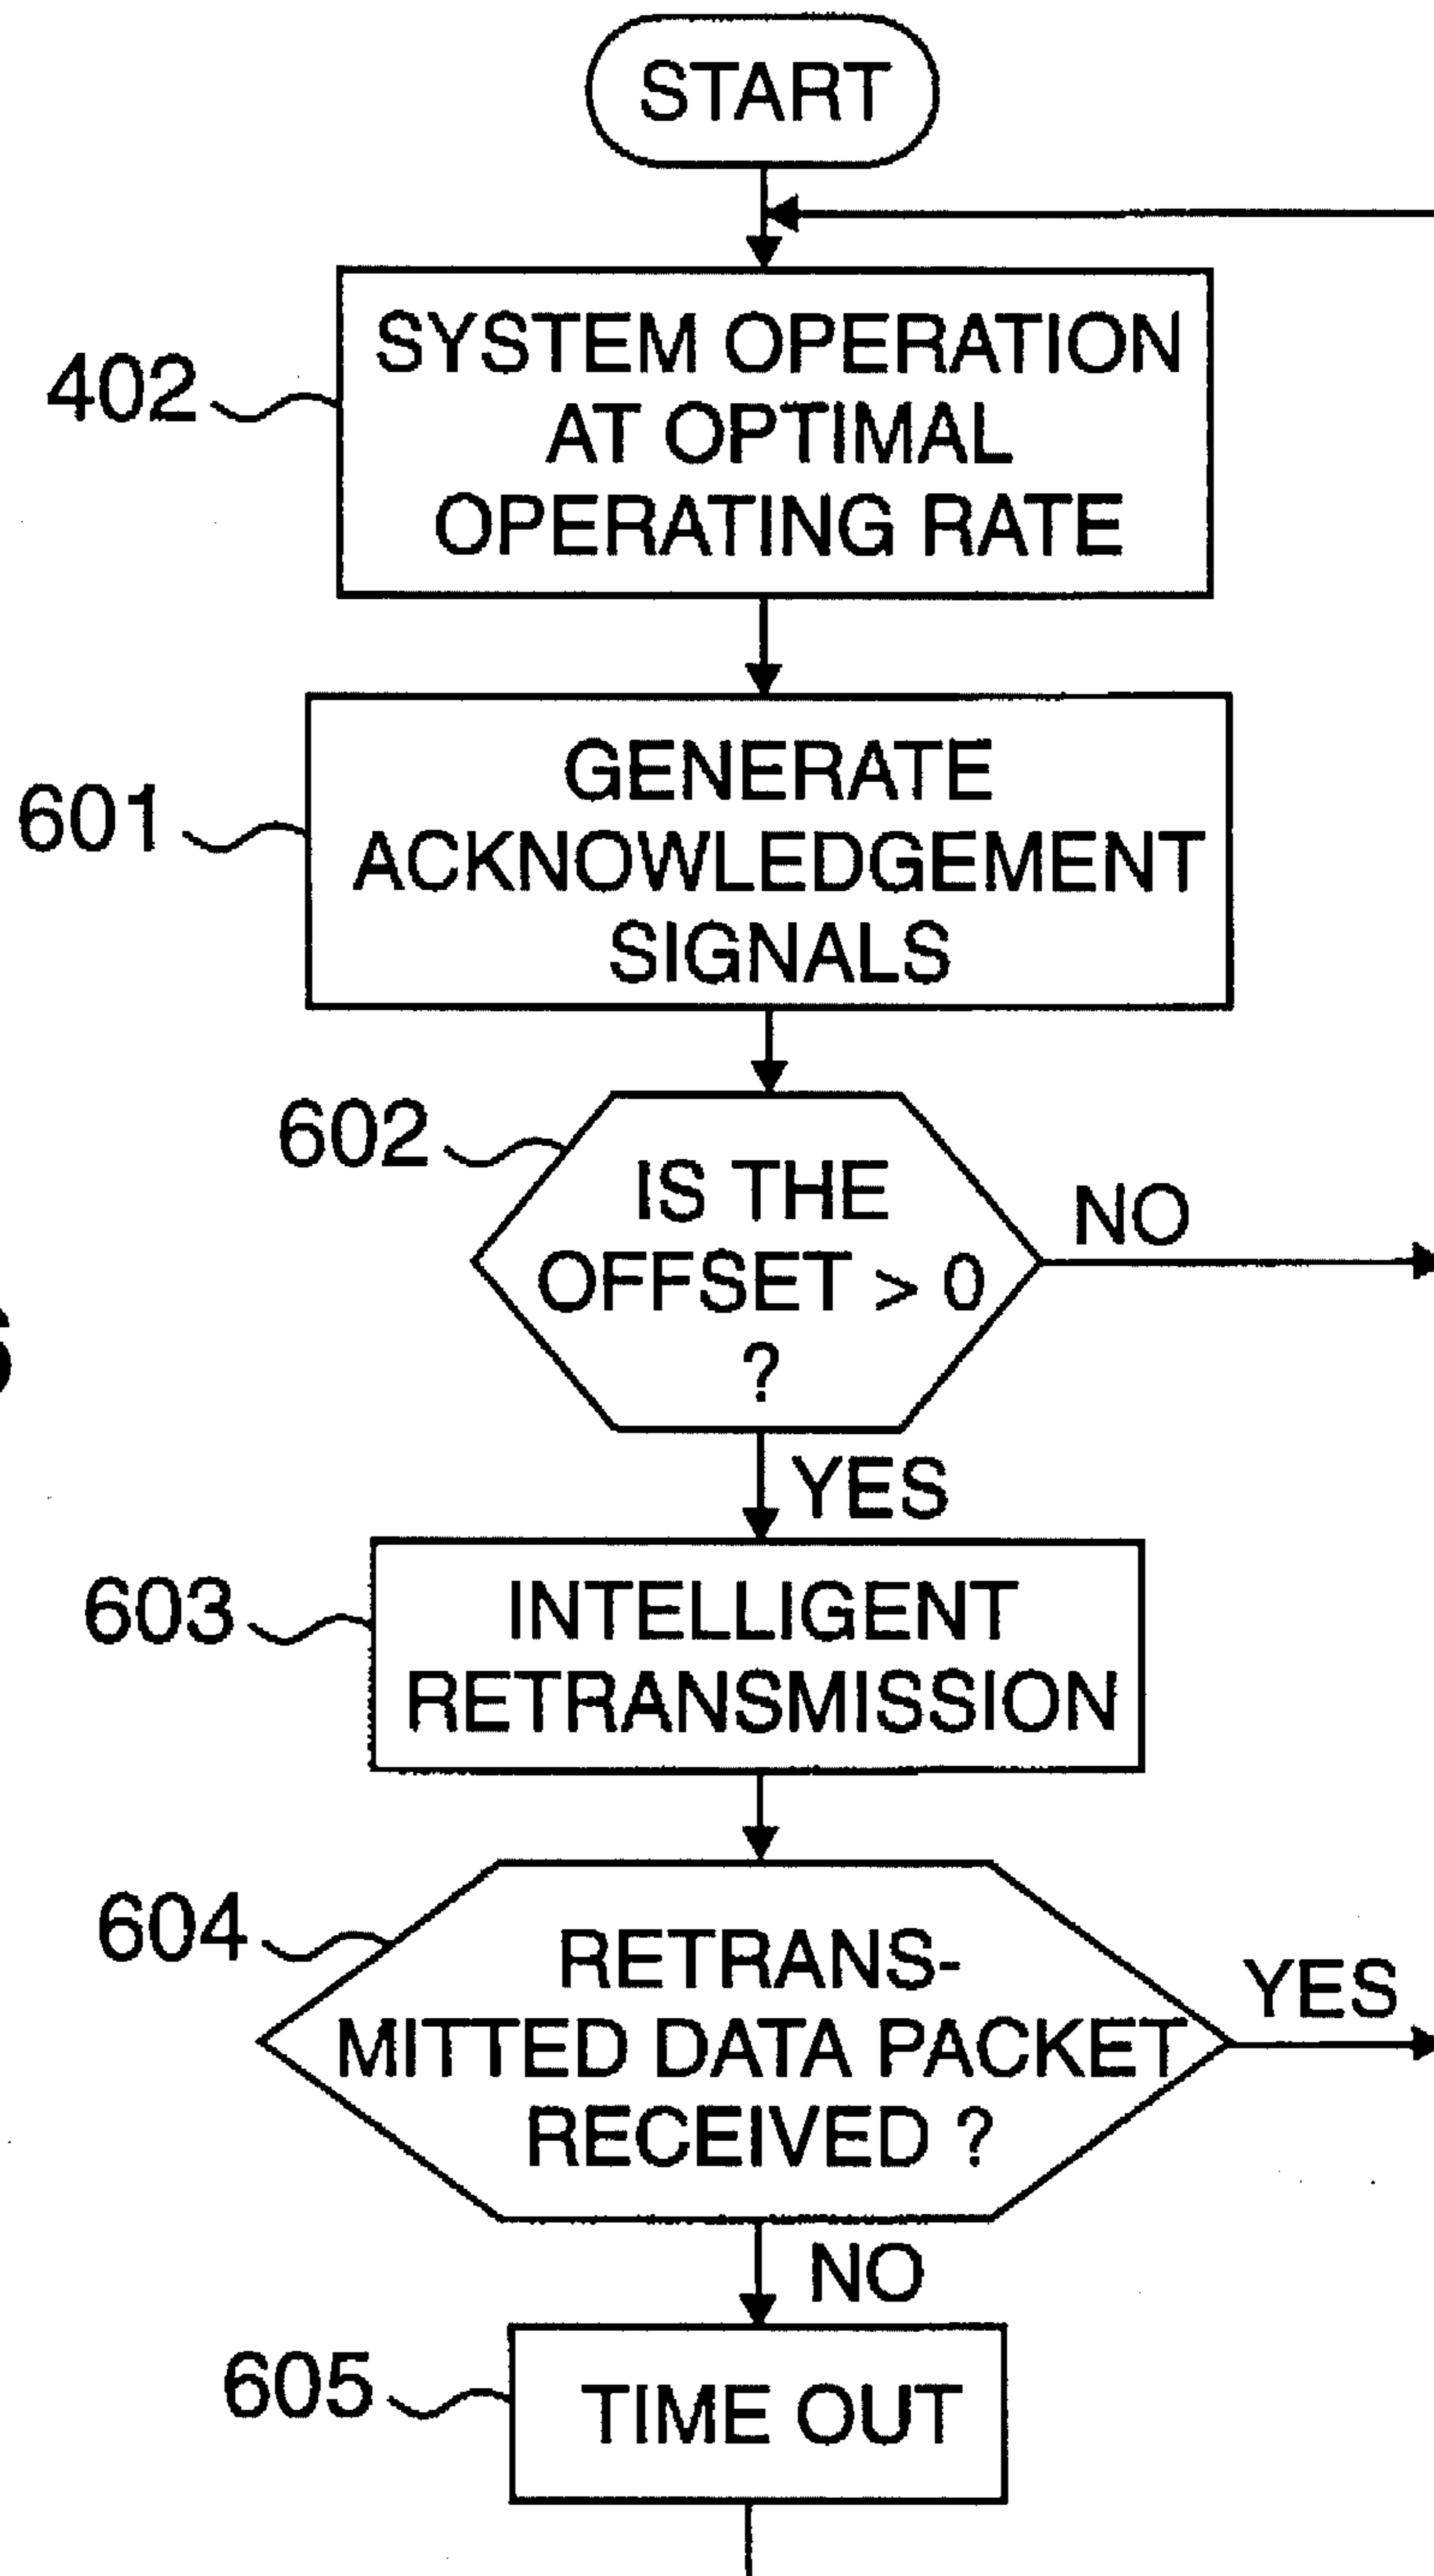 START
402
SYSTEM OPERATION
AT OPTIMAL
OPERATING RATE
601
GENERATE
ACKNOWLEDGEMENT
SIGNALS
602
IS THE
OFFSET > 0
?
NO
YES
603
INTELLIGENT
RETRANSMISSION
604
RETRANS-
MITTED DATA PACKET
RECEIVED ?
YES
NO
605
TIME OUT